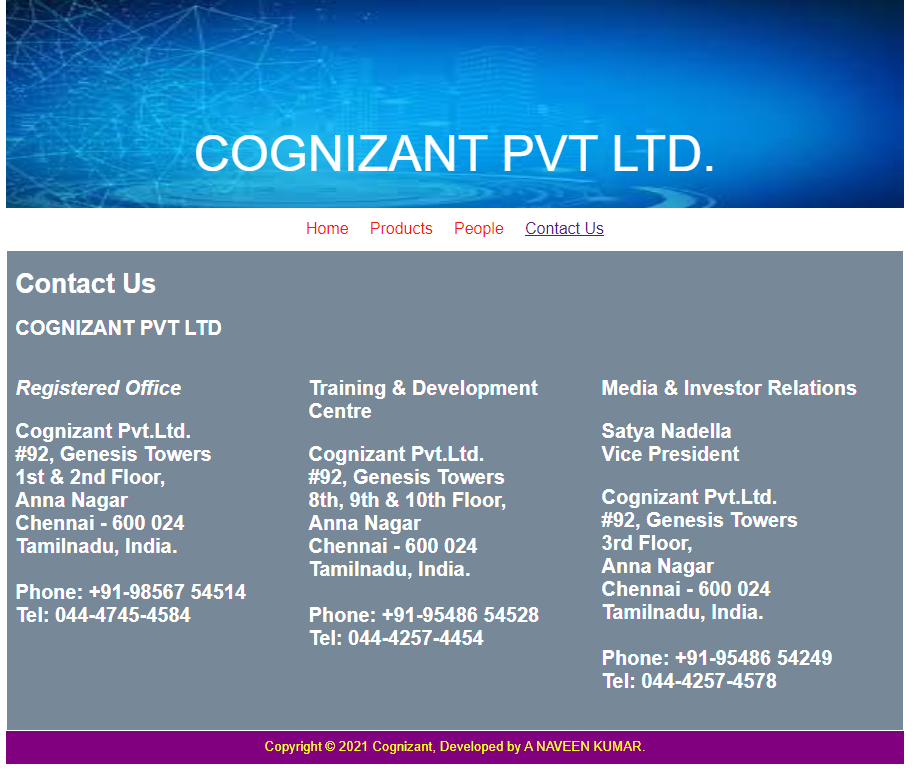 COGNIZANT PVT LTD.
Home Products People Contact Us
Contact Us
COGNIZANT PVT LTD
Registered Office
Cognizant Pvt.Ltd.
#92, Genesis Towers
1st & 2nd Floor,
Anna Nagar
Chennai - 600 024
Tamilnadu, India.
Phone: +91-98567 54514
Tel: 044-4745-4584
Training & Development
Centre
Cognizant Pvt.Ltd.
#92, Genesis Towers
8th, 9th & 10th Floor,
Anna Nagar
Chennai - 600 024
Tamilnadu, India.
Phone: +91-95486 54528
Tel: 044-4257-4454
Media & Investor Relations
Satya Nadella
Vice President
Cognizant Pvt.Ltd.
#92, Genesis Towers
3rd Floor,
Anna Nagar
Chennai - 600 024
Tamilnadu, India.
Phone: +91-95486 54249
Tel: 044-4257-4578
Copyright © 2021 Cognizant, Developed by A NAVEEN KUMAR.